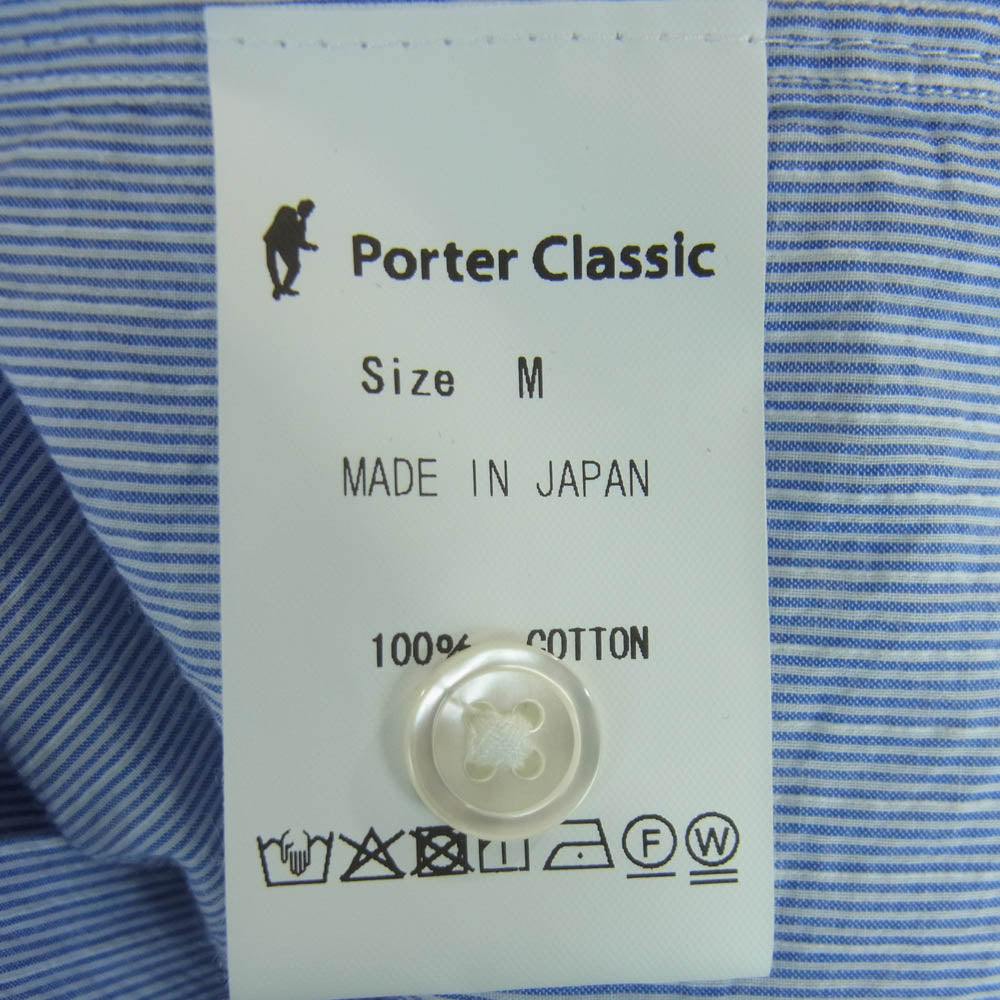 Porter Classic
Size M
MADE IN JAPAN
100% COTTON
F W